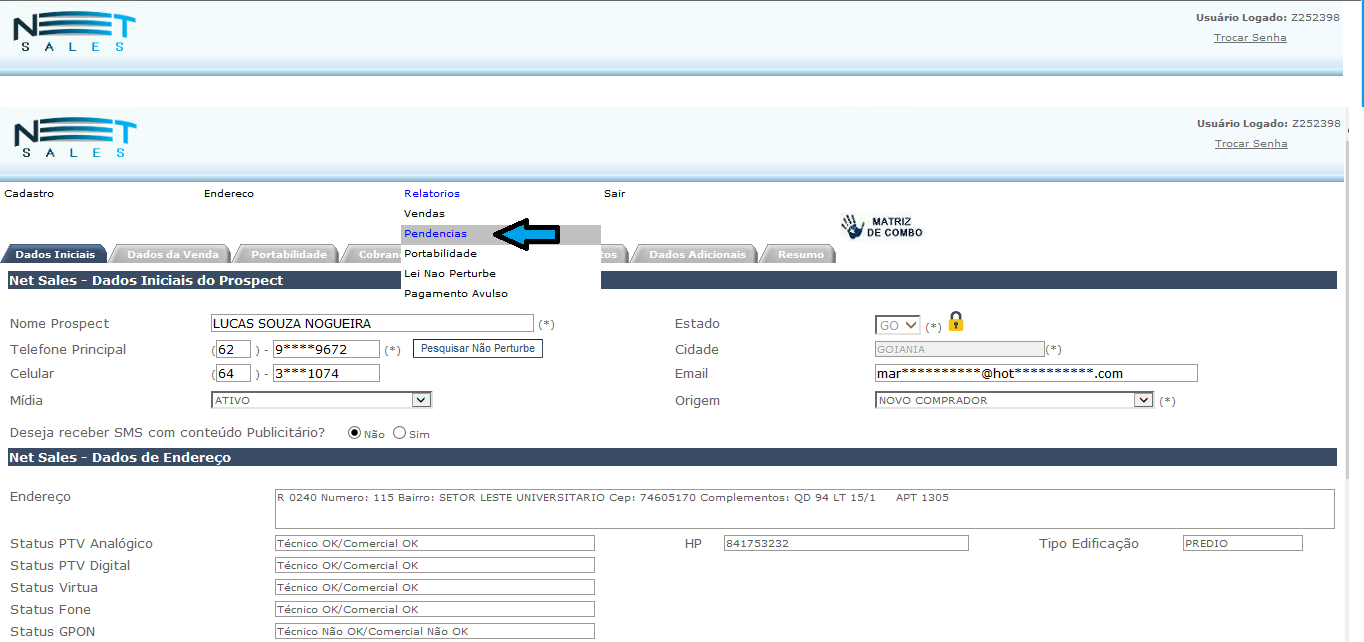 NET
SALES
Usuário Logado: Z252398
Trocar Senha
NET
SALES
Usuário Logado: Z252398
Trocar Senha
Cadastro Endereco Relatorios Sair
Vendas
Pendencias
Portabilidade
Lei Nao Perturbe
Pagamento Avulso
MATRIZ
DE COMBO
Dados Iniciais Dados da Venda Portabilidade Dados Adicionais Resumo
Net Sales - Dados Iniciais do Prospect
Nome Prospect LUCAS SOUZA NOGUEIRA (*) Estado GO (*)
Telefone Principal (62) - 9****9672 (*) Pesquisar Não Perturbe Cidade GOIANIA (*)
Celular (64) - 3***1074 Email mar**********@hot**********.com
Mídia ATIVO Origem NOVO COMPRADOR (*)
Deseja receber SMS com conteúdo Publicitário? Não Sim
Net Sales - Dados de Endereço
Endereço R 0240 Numero: 115 Bairro: SETOR LESTE UNIVERSITARIO Cep: 74605170 Complementos: QD 94 LT 15/1 APT 1305
Status PTV Analógico Técnico OK/Comercial OK HP 841753232 Tipo Edificação PREDIO
Status PTV Digital Técnico OK/Comercial OK
Status Virtua Técnico OK/Comercial OK
Status Fone Técnico OK/Comercial OK
Status GPON Técnico Não OK/Comercial Não OK